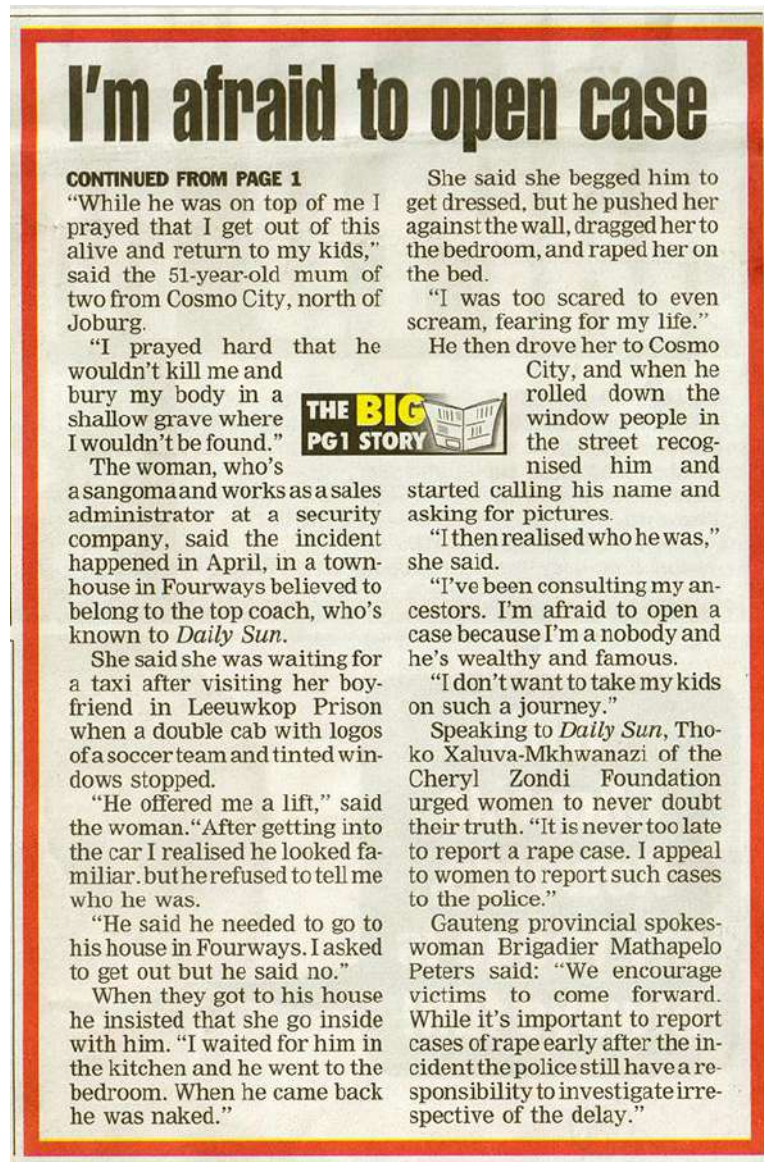 I'm afraid to open case
CONTINUED FROM PAGE 1
“While he was on top of me I
prayed that I get out of this
alive and return to my kids,”
said the 51-year-old mum of
two from Cosmo City, north of
Joburg.
“I prayed hard that he
wouldn't kill me and
bury my body in a
shallow grave where
I wouldn't be found.”
The woman, who's
a sangoma and works as a sales
administrator at a security
company, said the incident
happened in April, in a town-
house in Fourways believed to
belong to the top coach, who's
known to Daily Sun.
She said she was waiting for
a taxi after visiting her boy-
friend in Leeuwkop Prison
when a double cab with logos
of a soccer team and tinted win-
dows stopped.
“He offered me a lift,” said
the woman.“After getting into
the car I realised he looked fa-
miliar. but he refused to tell me
who he was.
“He said he needed to go to
his house in Fourways. I asked
to get out but he said no.”
When they got to his house
he insisted that she go inside
with him. “I waited for him in
the kitchen and he went to the
bedroom. When he came back
he was naked.”
THE BIG
PG1 STORY
She said she begged him to
get dressed, but he pushed her
against the wall, dragged her to
the bedroom, and raped her on
the bed.
“I was too scared to even
scream, fearing for my life.”
He then drove her to Cosmo
City, and when he
rolled down the
window people in
the street recog-
nised him and
started calling his name and
asking for pictures.
“I then realised who he was,”
she said.
“I've been consulting my an-
cestors. I'm afraid to open a
case because I'm a nobody and
he's wealthy and famous.
“I don't want to take my kids
on such a journey.”
Speaking to Daily Sun, Tho-
ko Xaluva-Mkhwanazi of the
Cheryl Zondi Foundation
urged women to never doubt
their truth. “It is never too late
to report a rape case. I appeal
to women to report such cases
to the police.”
Gauteng provincial spokes-
woman Brigadier Mathapelo
Peters said: “We encourage
victims to come forward.
While it's important to report
cases of rape early after the in-
cident the police still have a re-
sponsibility to investigate irre-
spective of the delay.”